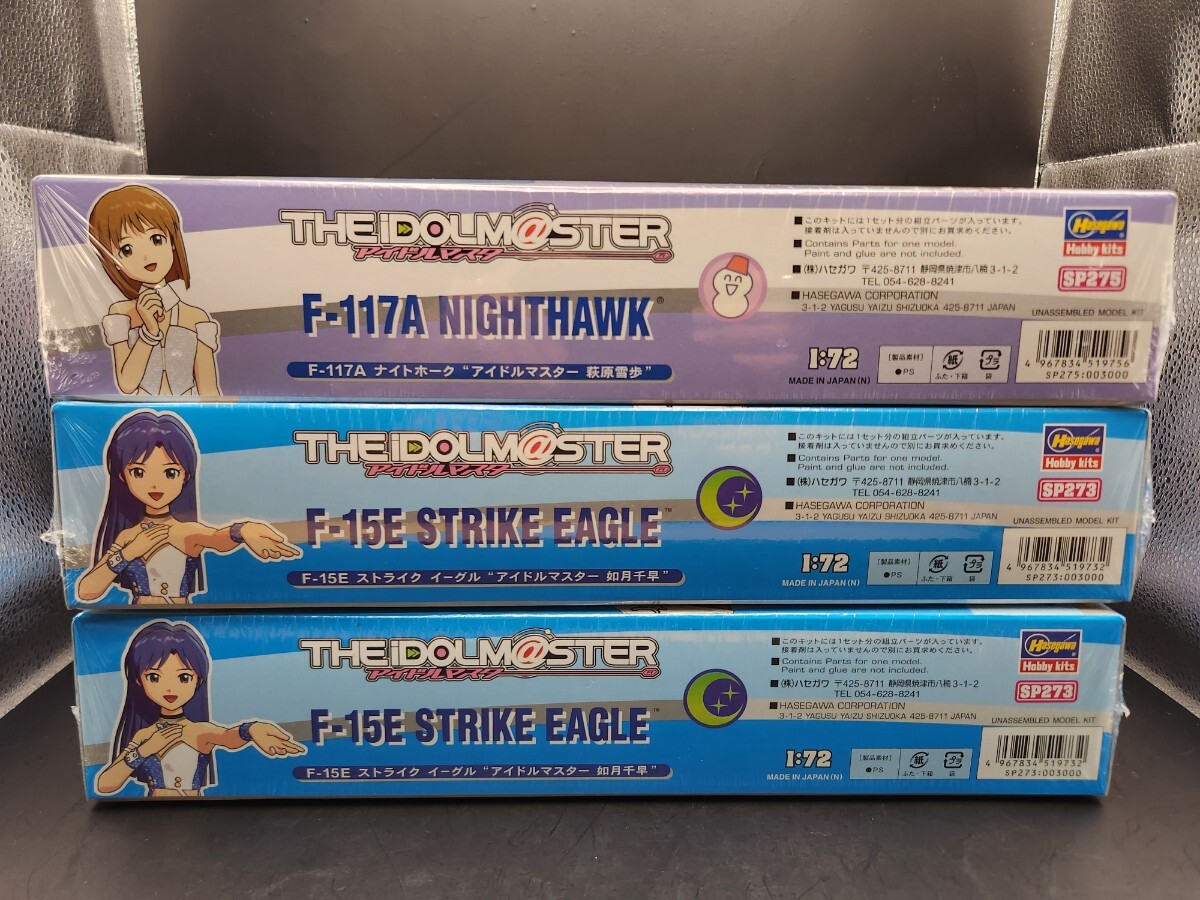 THE iDOLM@STER
アイドルマスター
F-117A NIGHTHAWK®
F-117A ナイトホーク “アイドルマスター 萩原雪歩”
■このキットには1セット分の組立パーツが入っています。
接着剤は入っていませんので別にお買求めください。
■Contains Parts for one model.
Paint and glue are not included.
■(株)ハセガワ 〒425-8711 静岡県焼津市八楠3-1-2
TEL 054-628-8241
■HASEGAWA CORPORATION
3-1-2 YAGUSU YAIZU SHIZUOKA 425-8711 JAPAN
1:72
MADE IN JAPAN(N)
[製品素材]
●PS
紙
ふた・下箱
プラ
袋
Hasegawa
Hobby kits
SP275
UNASSEMBLED MODEL KIT
4 967834 519756
SP275:003000
THE iDOLM@STER
アイドルマスター
F-15E STRIKE EAGLE™
F-15E ストライク イーグル “アイドルマスター 如月千早”
■このキットには1セット分の組立パーツが入っています。
接着剤は入っていませんので別にお買求めください。
■Contains Parts for one model.
Paint and glue are not included.
■(株)ハセガワ 〒425-8711 静岡県焼津市八楠3-1-2
TEL 054-628-8241
■HASEGAWA CORPORATION
3-1-2 YAGUSU YAIZU SHIZUOKA 425-8711 JAPAN
1:72
MADE IN JAPAN(N)
[製品素材]
●PS
紙
ふた・下箱
プラ
袋
Hasegawa
Hobby kits
SP273
UNASSEMBLED MODEL KIT
4 967834 519732
SP273:003000
THE iDOLM@STER
アイドルマスター
F-15E STRIKE EAGLE™
F-15E ストライク イーグル “アイドルマスター 如月千早”
■このキットには1セット分の組立パーツが入っています。
接着剤は入っていませんので別にお買求めください。
■Contains Parts for one model.
Paint and glue are not included.
■(株)ハセガワ 〒425-8711 静岡県焼津市八楠3-1-2
TEL 054-628-8241
■HASEGAWA CORPORATION
3-1-2 YAGUSU YAIZU SHIZUOKA 425-8711 JAPAN
1:72
MADE IN JAPAN(N)
[製品素材]
●PS
紙
ふた・下箱
プラ
袋
Hasegawa
Hobby kits
SP273
UNASSEMBLED MODEL KIT
4 967834 519732
SP273:003000